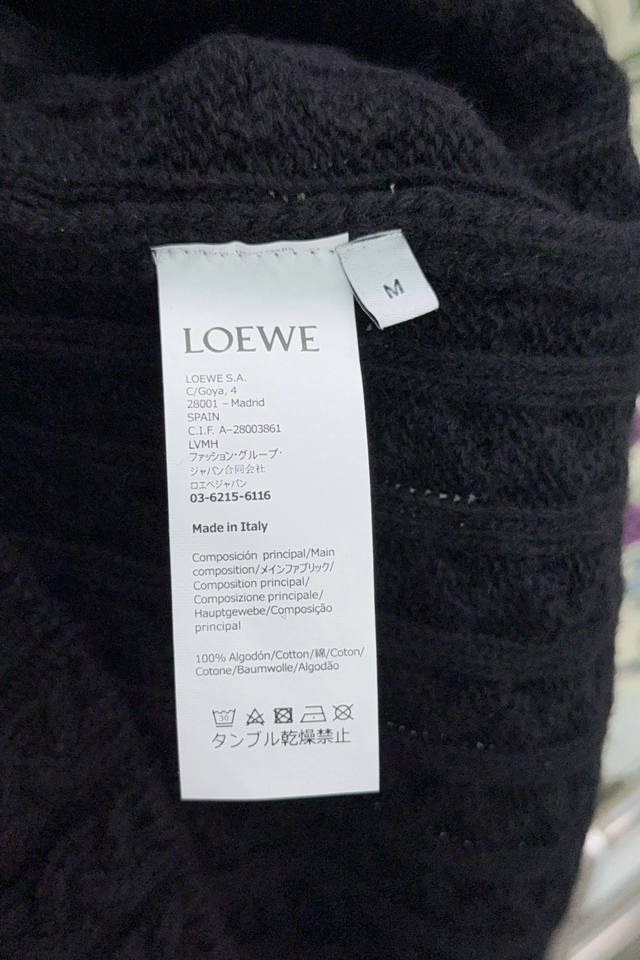 M
LOEWE
LOEWE S.A.
C/Goya, 4
28001 – Madrid
SPAIN
C.I.F. A–28003861
LVMH
ファッション・グループ・
ジャパン合同会社
ロエベジャパン
03-6215-6116
Made in Italy
Composición principal/Main
composition/メインファブリック/
Composition principal/
Composizione principale/
Hauptgewebe/Composição
principal
100% Algodón/Cotton/綿/Coton/
Cotone/Baumwolle/Algodão
30
タンブル乾燥禁止